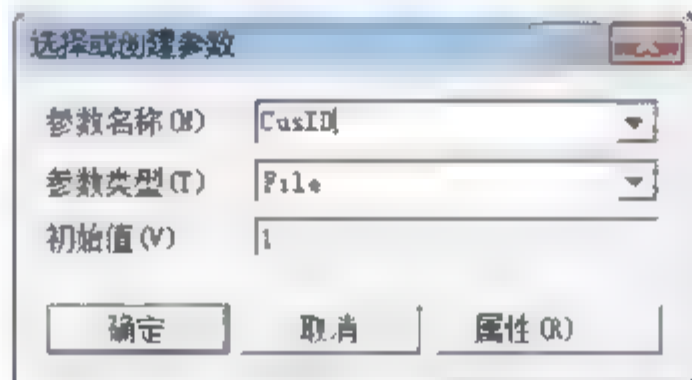 选择或创建参数
参数名称(N) CusID
参数类型(T) File
初始值(V) 1
确定 取消 属性(R)